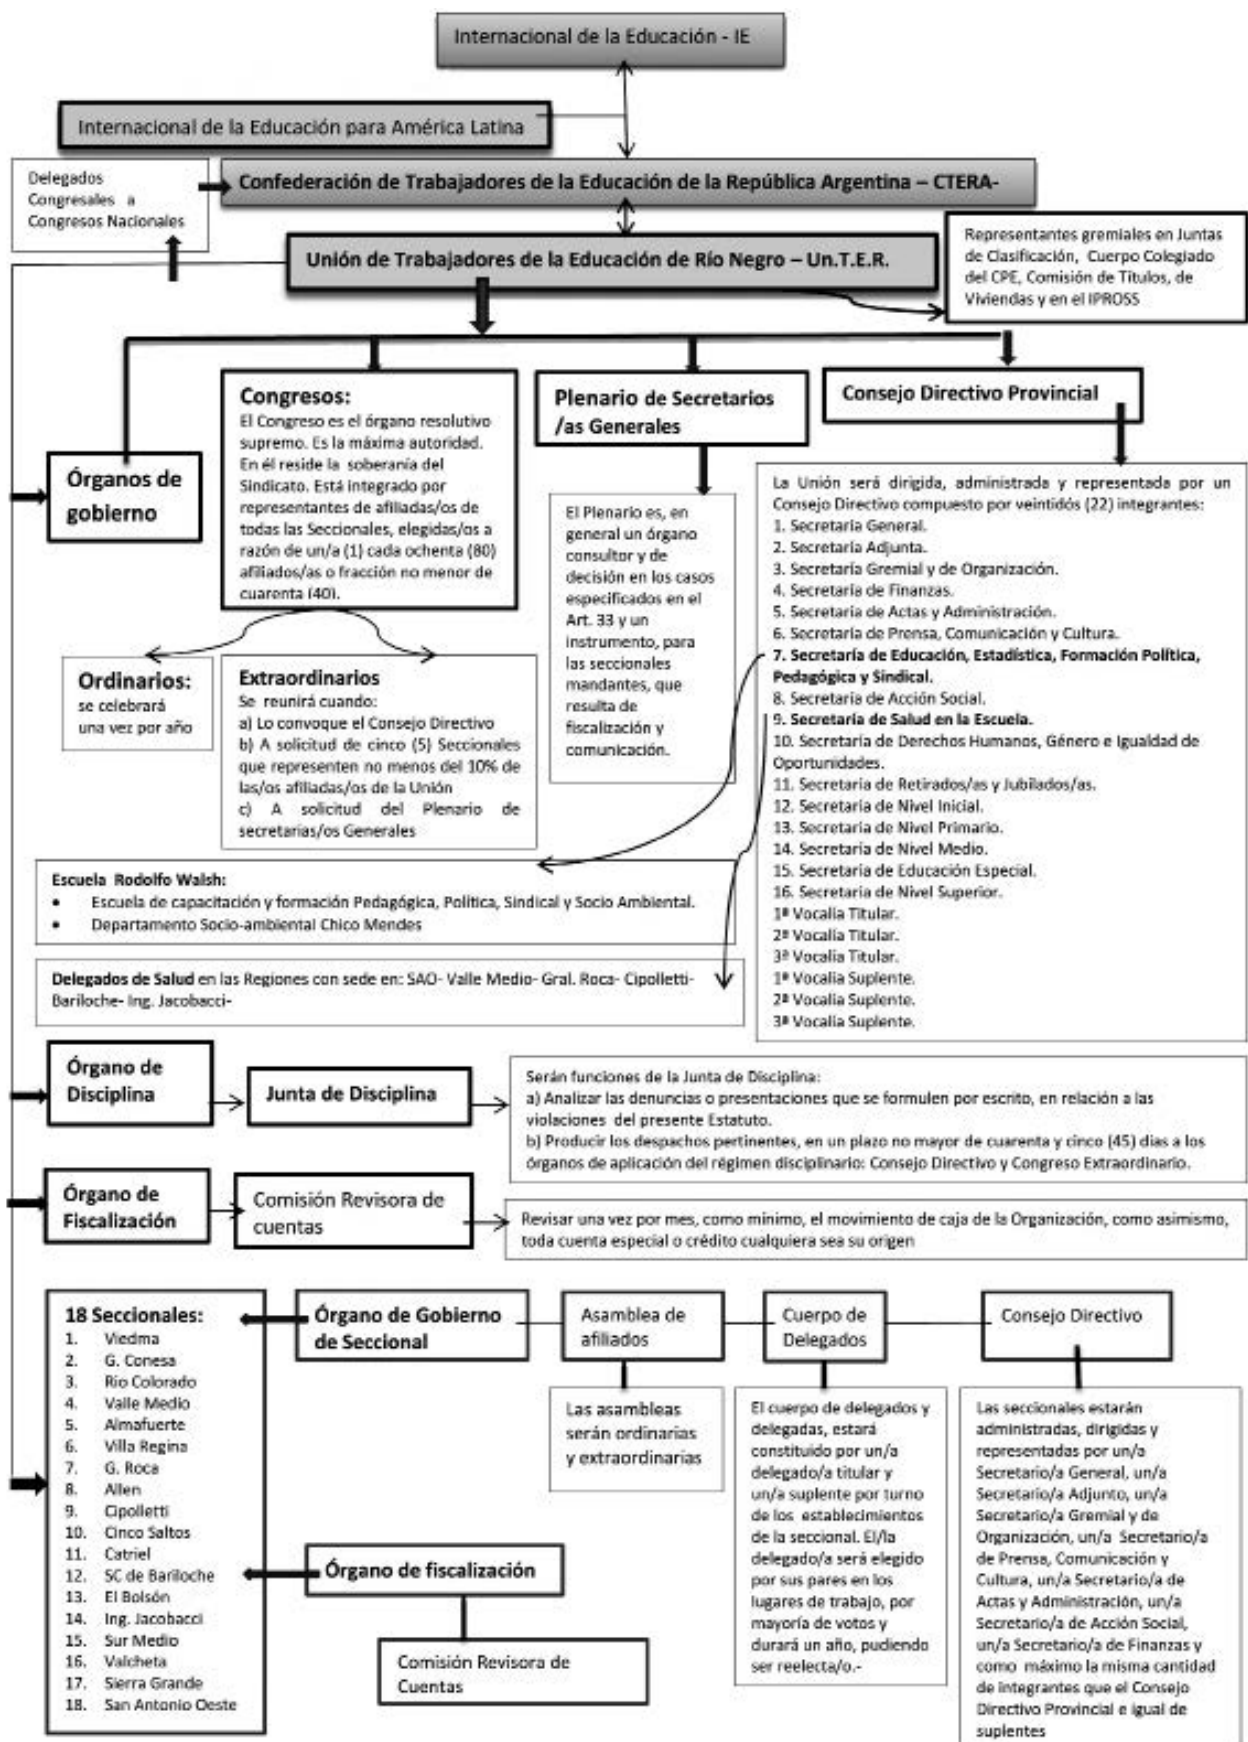 Internacional de la Educación - IE
Internacional de la Educación para América Latina
Delegados
Congresales a
Congresos Nacionales
Confederación de Trabajadores de la Educación de la República Argentina – CTERA-
Unión de Trabajadores de la Educación de Río Negro – Un.T.E.R.
Representantes gremiales en Juntas
de Clasificación, Cuerpo Colegiado
del CPE, Comisión de Títulos, de
Viviendas y en el IPROSS
Órganos de
gobierno
Congresos:
El Congreso es el órgano resolutivo
supremo. Es la máxima autoridad.
En él reside la soberanía del
Sindicato. Está integrado por
representantes de afiliadas/os de
todas las Seccionales, elegidas/os a
razón de un/a (1) cada ochenta (80)
afiliados/as o fracción no menor de
cuarenta (40).
Ordinarios:
se celebrará
una vez por año
Extraordinarios
Se reunirá cuando:
a) Lo convoque el Consejo Directivo
b) A solicitud de cinco (5) Seccionales
que representen no menos del 10% de
las/os afiliadas/os de la Unión
c) A solicitud del Plenario de
secretarias/os Generales
Plenario de Secretarios
/as Generales
El Plenario es, en
general un órgano
consultor y de
decisión en los casos
especificados en el
Art. 33 y un
instrumento, para
las seccionales
mandantes, que
resulta de
fiscalización y
comunicación.
Consejo Directivo Provincial
La Unión será dirigida, administrada y representada por un
Consejo Directivo compuesto por veintidós (22) integrantes:
1. Secretaría General.
2. Secretaría Adjunta.
3. Secretaría Gremial y de Organización.
4. Secretaría de Finanzas.
5. Secretaría de Actas y Administración.
6. Secretaría de Prensa, Comunicación y Cultura.
7. Secretaría de Educación, Estadística, Formación Política,
Pedagógica y Sindical.
8. Secretaría de Acción Social.
9. Secretaría de Salud en la Escuela.
10. Secretaría de Derechos Humanos, Género e Igualdad de
Oportunidades.
11. Secretaría de Retirados/as y Jubilados/as.
12. Secretaría de Nivel Inicial.
13. Secretaría de Nivel Primario.
14. Secretaría de Nivel Medio.
15. Secretaría de Educación Especial.
16. Secretaría de Nivel Superior.
1ª Vocalía Titular.
2ª Vocalía Titular.
3ª Vocalía Titular.
1ª Vocalía Suplente.
2ª Vocalía Suplente.
3ª Vocalía Suplente.
Escuela Rodolfo Walsh:
• Escuela de capacitación y formación Pedagógica, Política, Sindical y Socio Ambiental.
• Departamento Socio-ambiental Chico Mendes
Delegados de Salud en las Regiones con sede en: SAO- Valle Medio- Gral. Roca- Cipolletti-
Bariloche- Ing. Jacobacci-
Órgano de
Disciplina
Junta de Disciplina
Serán funciones de la Junta de Disciplina:
a) Analizar las denuncias o presentaciones que se formulen por escrito, en relación a las
violaciones del presente Estatuto.
b) Producir los despachos pertinentes, en un plazo no mayor de cuarenta y cinco (45) días a los
órganos de aplicación del régimen disciplinario: Consejo Directivo y Congreso Extraordinario.
Órgano de
Fiscalización
Comisión Revisora de
cuentas
Revisar una vez por mes, como mínimo, el movimiento de caja de la Organización, como asimismo,
toda cuenta especial o crédito cualquiera sea su origen
18 Seccionales:
1. Viedma
2. G. Conesa
3. Río Colorado
4. Valle Medio
5. Almafuerte
6. Villa Regina
7. G. Roca
8. Allen
9. Cipolletti
10. Cinco Saltos
11. Catriel
12. SC de Bariloche
13. El Bolsón
14. Ing. Jacobacci
15. Sur Medio
16. Valcheta
17. Sierra Grande
18. San Antonio Oeste
Órgano de Gobierno
de Seccional
Asamblea de
afiliados
Las asambleas
serán ordinarias
y extraordinarias
Cuerpo de
Delegados
El cuerpo de delegados y
delegadas, estará
constituido por un/a
delegado/a titular y
un/a suplente por turno
de los establecimientos
de la seccional. El/la
delegado/a será elegido
por sus pares en los
lugares de trabajo, por
mayoría de votos y
durará un año, pudiendo
ser reelecta/o.-
Consejo Directivo
Las seccionales estarán
administradas, dirigidas y
representadas por un/a
Secretario/a General, un/a
Secretario/a Adjunto, un/a
Secretario/a Gremial y de
Organización, un/a Secretario/a
de Prensa, Comunicación y
Cultura, un/a Secretario/a de
Actas y Administración, un/a
Secretario/a de Acción Social,
un/a Secretario/a de Finanzas y
como máximo la misma cantidad
de integrantes que el Consejo
Directivo Provincial e igual de
suplentes
Órgano de fiscalización
Comisión Revisora de
Cuentas